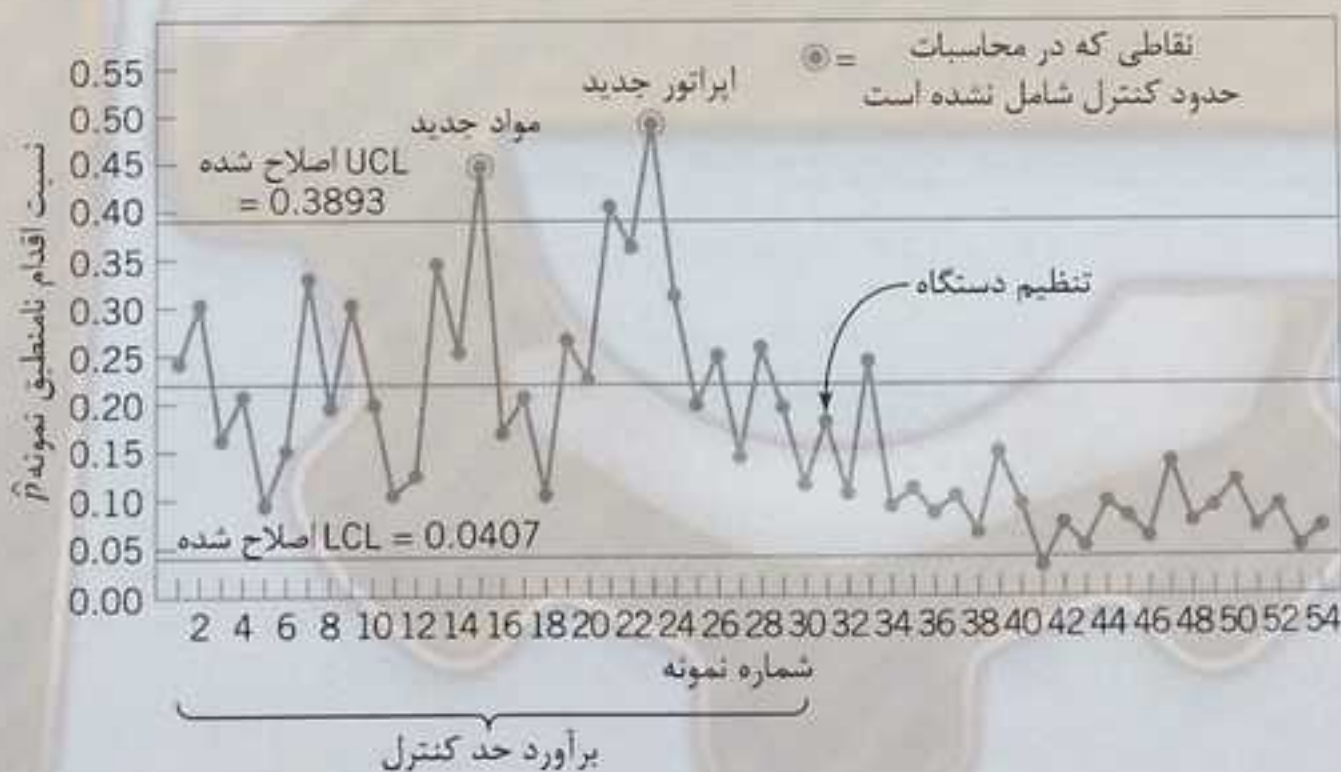 نقاطی که در محاسبات = 
حدود کنترل شامل نشده است
اپراتور جدید
مواد جدید
UCL اصلاح شده
= 0.3893
تنظیم دستگاه
LCL = 0.0407 اصلاح شده
نسبت اقدام نامنطبق نمونه p̂
0.55
0.50
0.45
0.40
0.35
0.30
0.25
0.20
0.15
0.10
0.05
0.00
2 4 6 8 10 12 14 16 18 20 22 24 26 28 30 32 34 36 38 40 42 44 46 48 50 52 54
شماره نمونه
برآورد حد کنترل